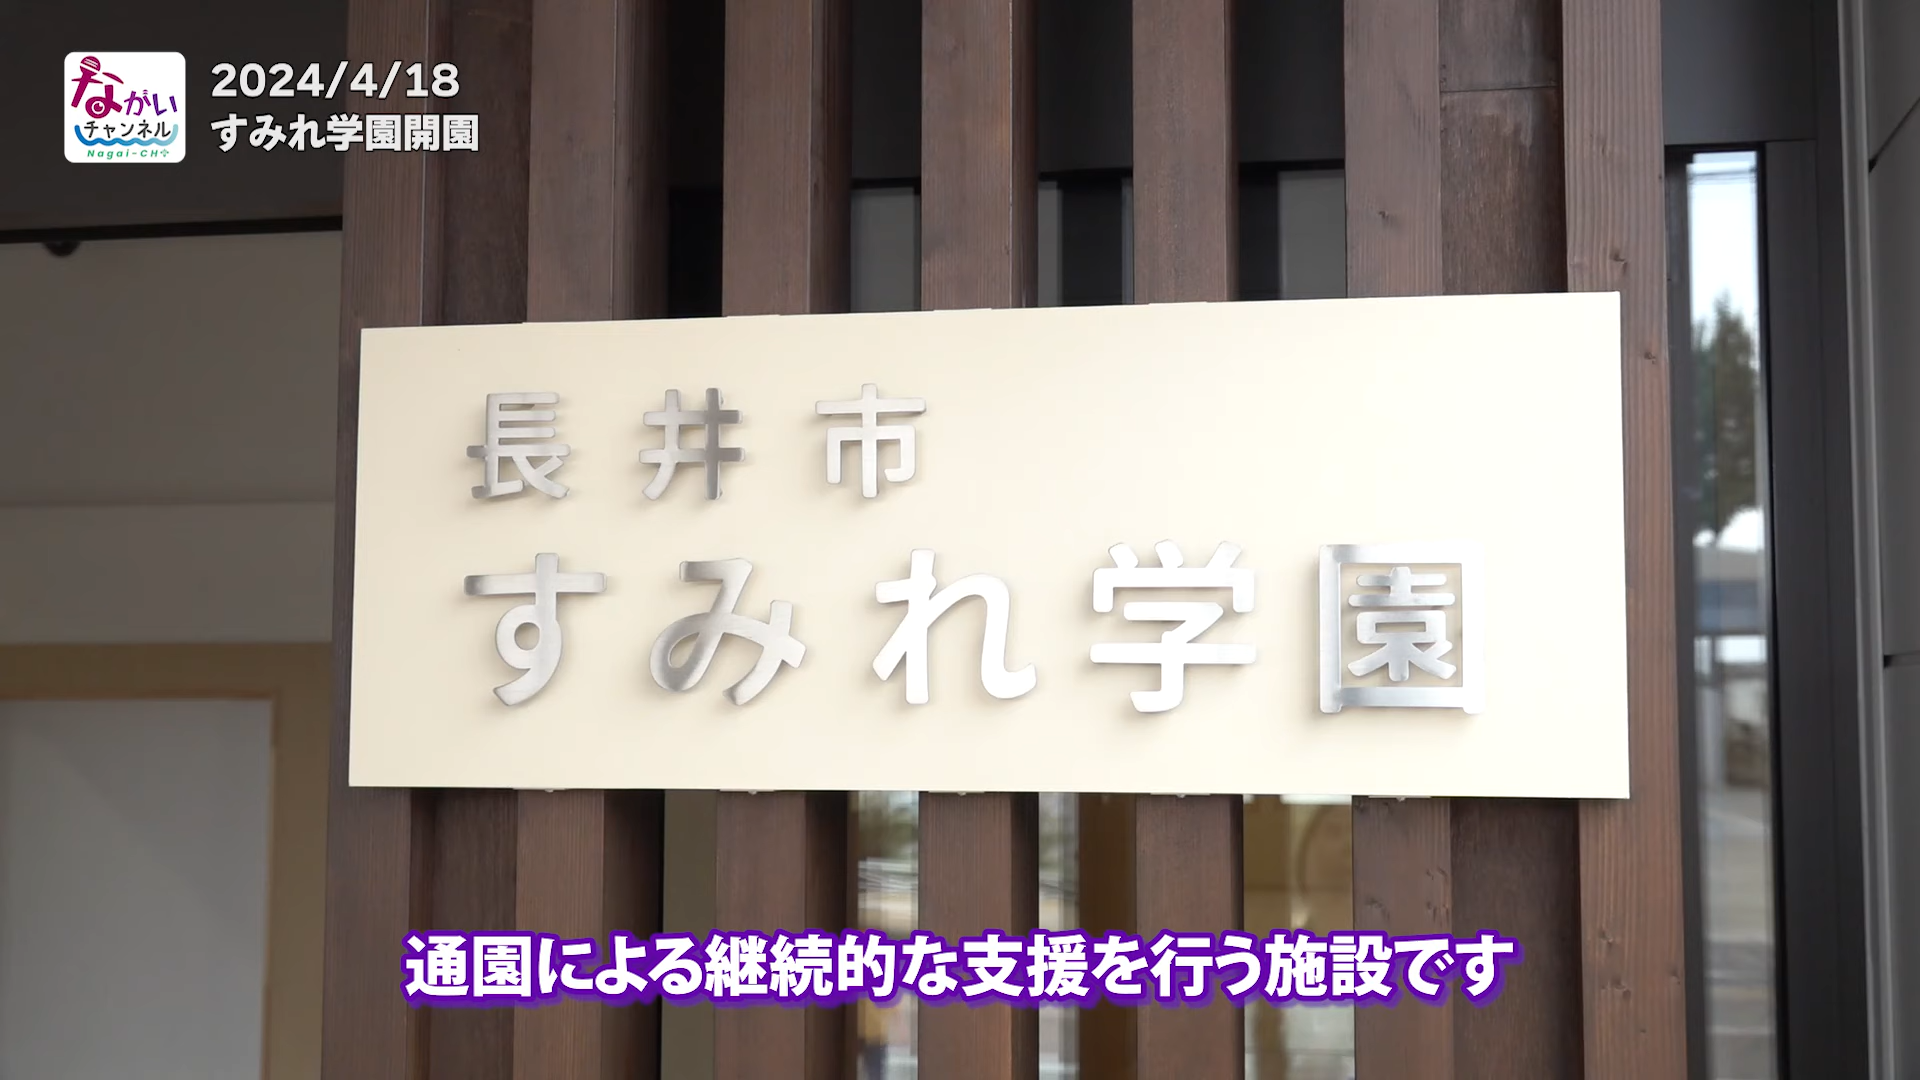 ながい
チャンネル
Nagai-CH
2024/4/18
すみれ学園開園
長井市
すみれ学園
通園による継続的な支援を行う施設です